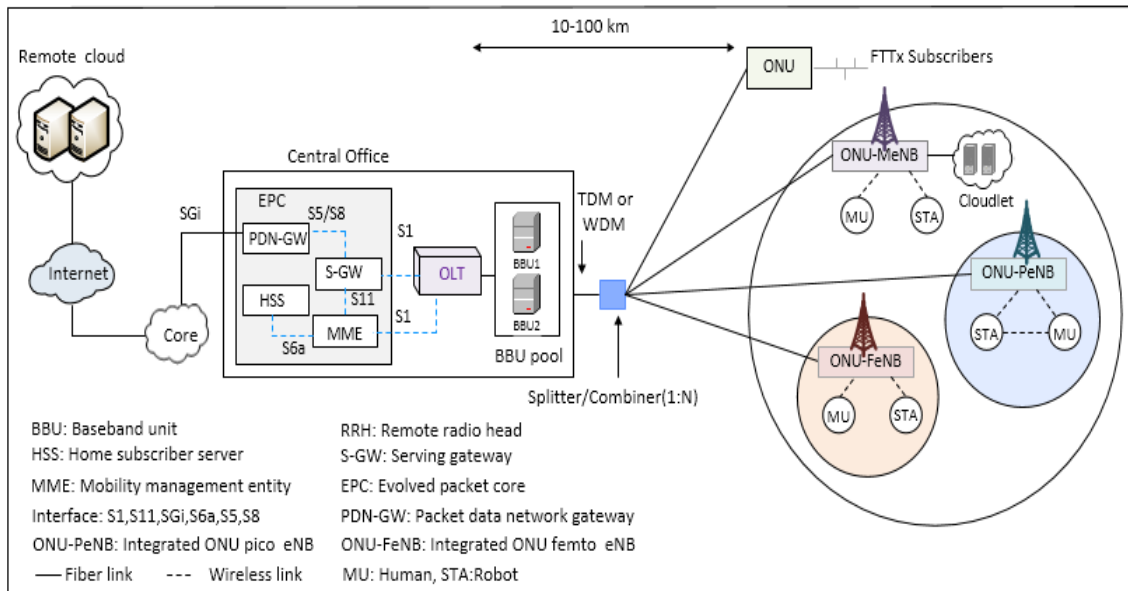 10-100 km
Remote cloud
ONU
FTTx Subscribers
Central Office
ONU-MeNB
Cloudlet
MU
STA
TDM or
WDM
EPC
S5/S8
SGi
PDN-GW
S1
S-GW
OLT
BBU1
Internet
HSS
S11
BBU2
Core
MME
S1
S6a
BBU pool
ONU-PeNB
STA
MU
ONU-FeNB
MU
STA
Splitter/Combiner(1:N)
BBU: Baseband unit
RRH: Remote radio head
HSS: Home subscriber server
S-GW: Serving gateway
MME: Mobility management entity
EPC: Evolved packet core
Interface: S1,S11,SGi,S6a,S5,S8
PDN-GW: Packet data network gateway
ONU-PeNB: Integrated ONU pico eNB
ONU-FeNB: Integrated ONU femto eNB
Fiber link
Wireless link
MU: Human, STA:Robot